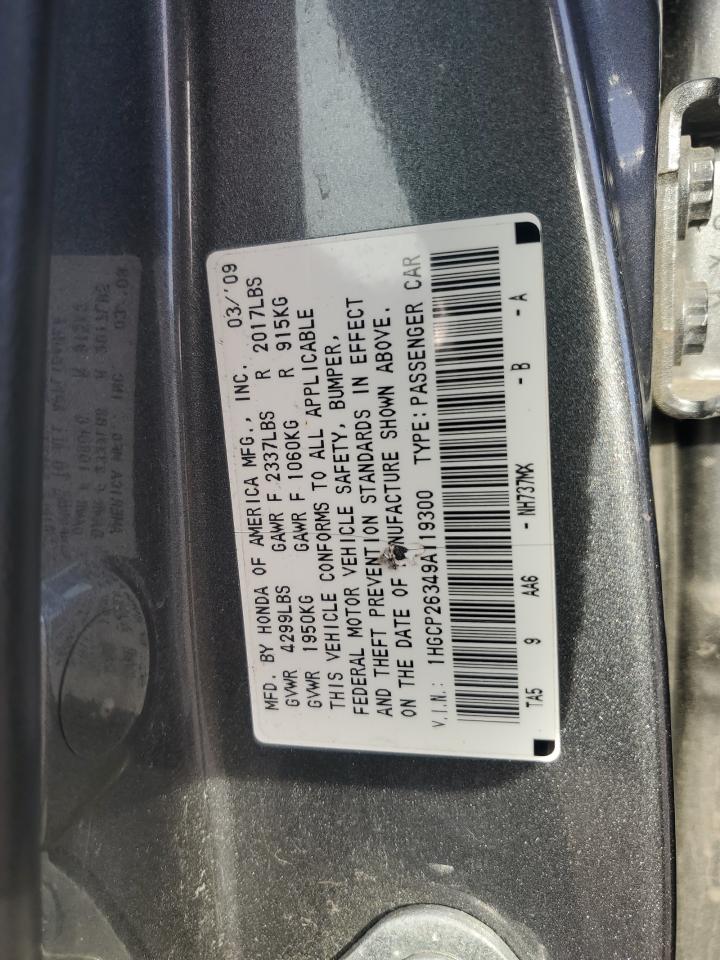 MFD. BY HONDA OF AMERICA MFG., INC. 03/'09
GVWR 4299LBS GAWR F 2337LBS R 2017LBS
GVWR 1950KG GAWR F 1060KG R 915KG
THIS VEHICLE CONFORMS TO ALL APPLICABLE
FEDERAL MOTOR VEHICLE SAFETY, BUMPER,
AND THEFT PREVENTION STANDARDS IN EFFECT
ON THE DATE OF NUFACTURE SHOWN ABOVE.
V.I.N.: 1HGCP26349A119300 TYPE: PASSENGER CAR
TA5 9 AA6 - NH737MX - B - A